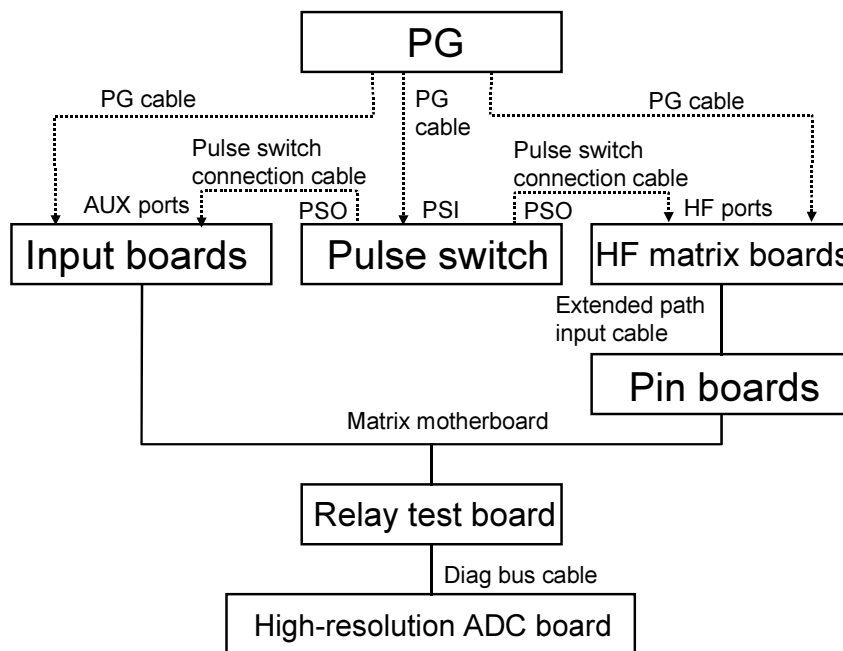 PG
PG cable
PG
cable
PG cable
Pulse switch
connection cable
Pulse switch
connection cable
AUX ports
PSO
PSI
PSO
HF ports
Input boards
Pulse switch
HF matrix boards
Extended path
input cable
Pin boards
Matrix motherboard
Relay test board
Diag bus cable
High-resolution ADC board